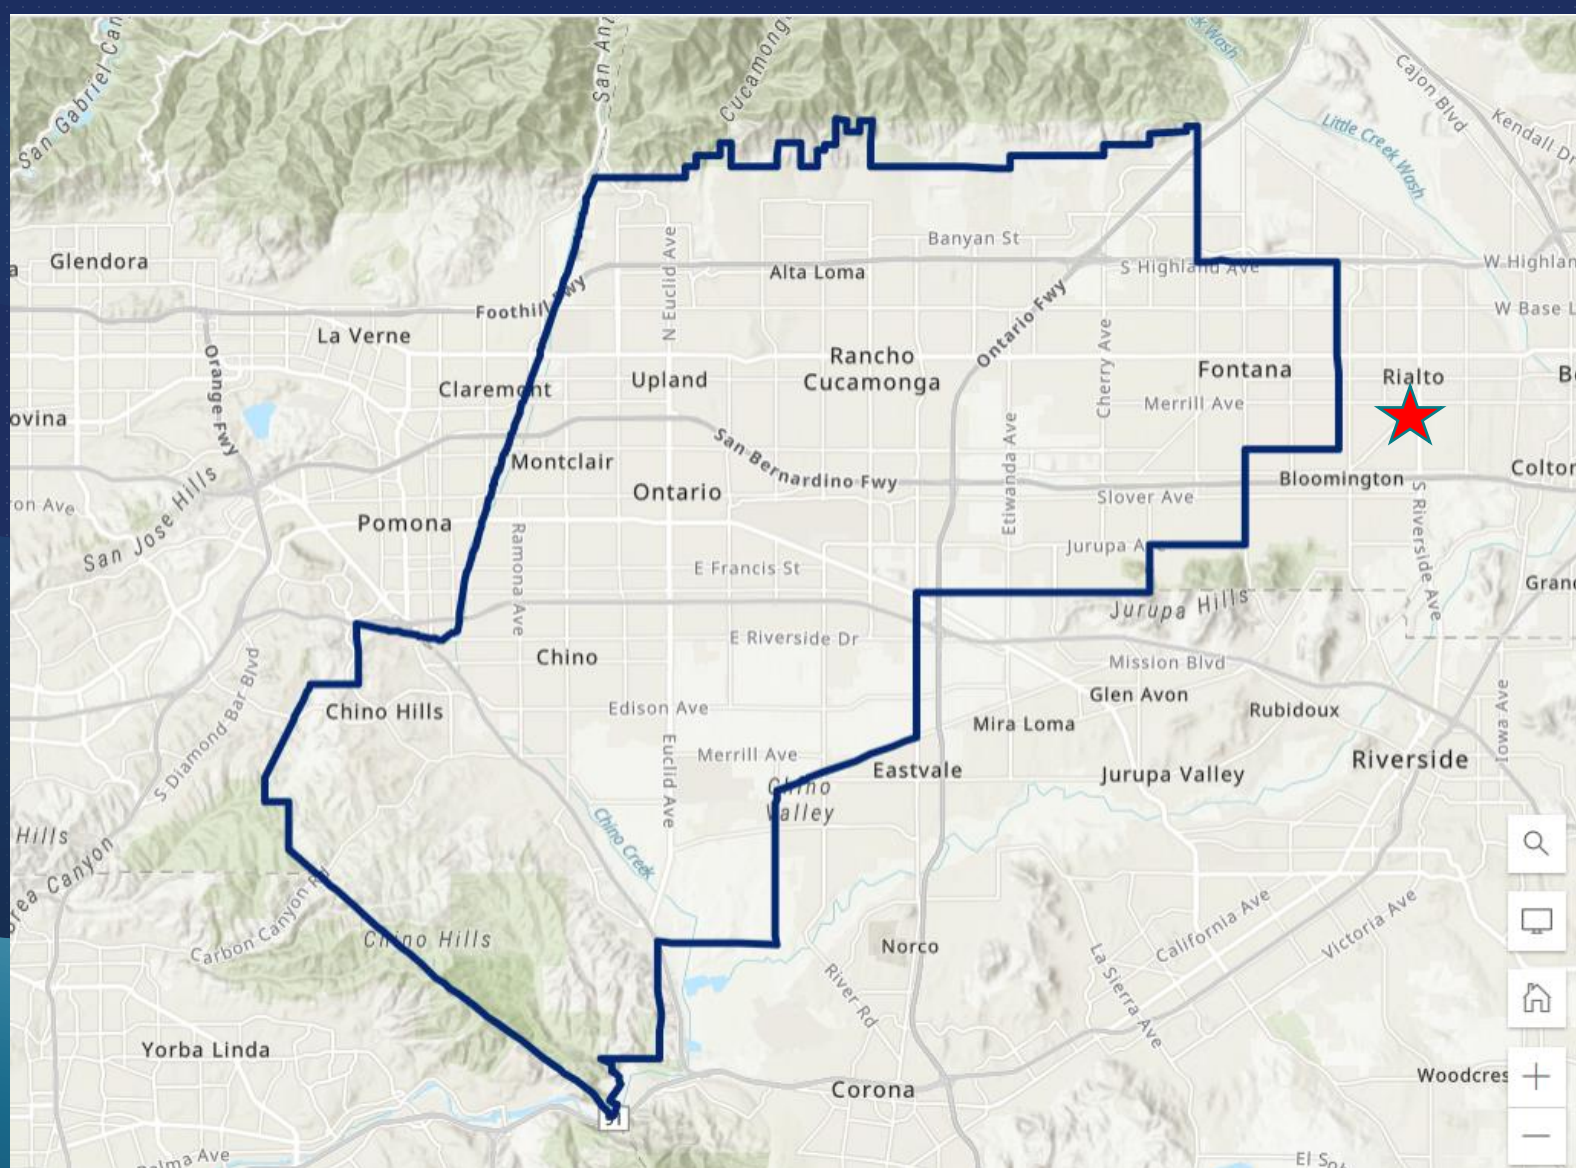 San Gabriel Can
San Ant
Cucamonga
ek Wash
Cajon Blvd
Kendall Dr
Little Creek Wash
Glendora
a
Banyan St
N Euclid Ave
Alta Loma
S Highland Ave
W Highlan
Foothill Fwy
W Base L
La Verne
Orange Fwy
Ontario Fwy
Cherry Ave
Rancho
Cucamonga
Claremont
Upland
Fontana
Rialto
Be
Merrill Ave
ovina
Etiwanda Ave
San Bernardino Fwy
Montclair
Ontario
Bloomington
Colton
ron Ave
San Jose Hills
Slover Ave
S Riverside Ave
Pomona
Ramona Ave
Jurupa A
E Francis St
Gran
Jurupa Hills
E Riverside Dr
Chino
Mission Blvd
S Diamond Bar Blvd
Chino Hills
Edison Ave
Glen Avon
Rubidoux
Mira Loma
Iowa Ave
Merrill Ave
Euclid Ave
Eastvale
Jurupa Valley
Riverside
Chino
Valley
Hills
Chino Creek
rea Canyon
Carbon Canyon Rd
Chino Hills
Norco
California Ave
Victoria Ave
River Rd
La Sierra Ave
Yorba Linda
Corona
Woodcres
91
alma Ave
El So